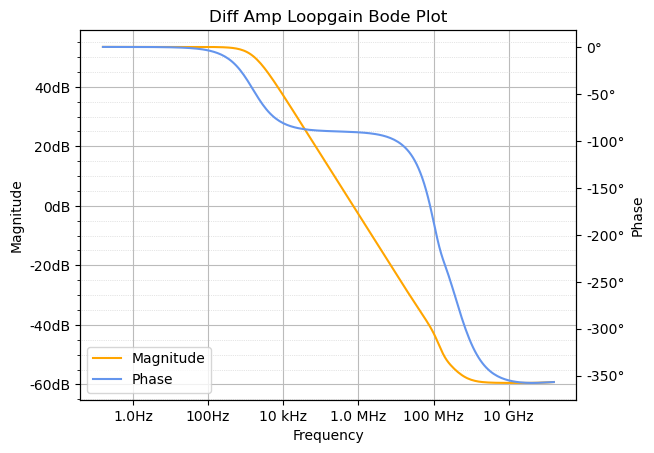 Diff Amp Loopgain Bode Plot
Magnitude
40dB
20dB
0dB
-20dB
-40dB
-60dB
0°
-50°
-100°
-150°
-200°
-250°
-300°
-350°
Phase
Magnitude
Phase
1.0Hz 100Hz 10 kHz 1.0 MHz 100 MHz 10 GHz
Frequency